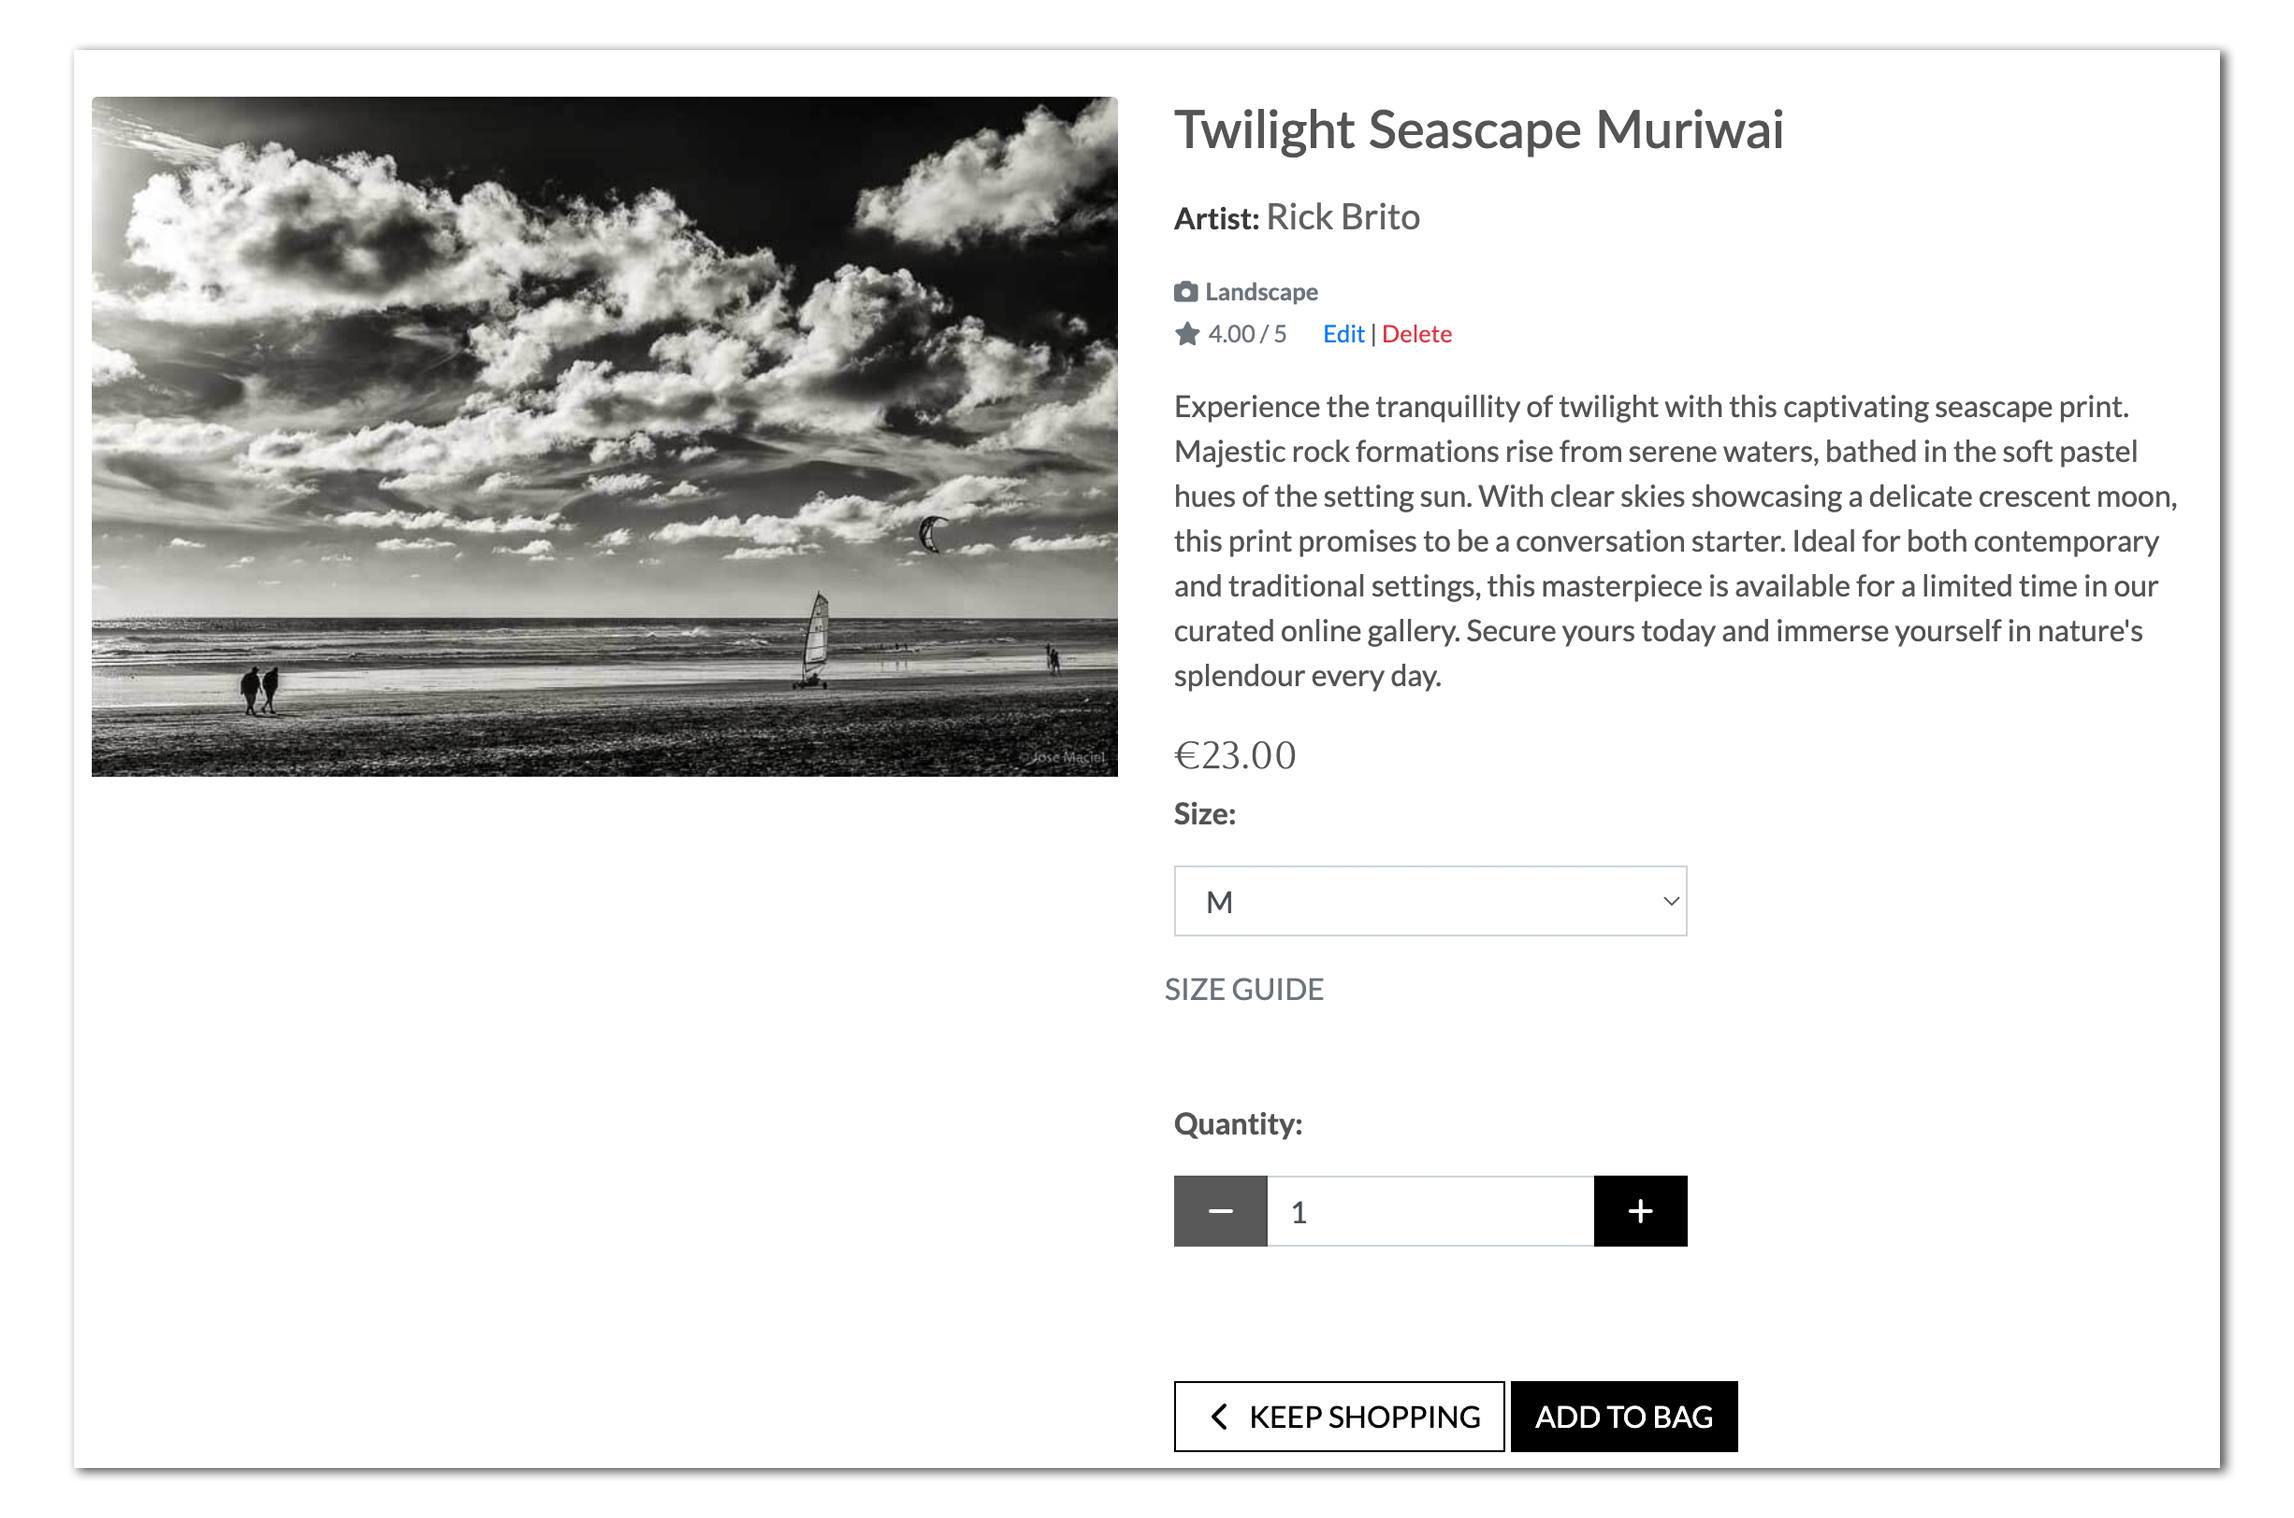 Twilight Seascape Muriwai
Artist: Rick Brito
Landscape
4.00 / 5 Edit | Delete
Experience the tranquillity of twilight with this captivating seascape print.
Majestic rock formations rise from serene waters, bathed in the soft pastel
hues of the setting sun. With clear skies showcasing a delicate crescent moon,
this print promises to be a conversation starter. Ideal for both contemporary
and traditional settings, this masterpiece is available for a limited time in our
curated online gallery. Secure yours today and immerse yourself in nature's
splendour every day.
© Jose Maciel
€23.00
Size:
M
SIZE GUIDE
Quantity:
1
KEEP SHOPPING
ADD TO BAG